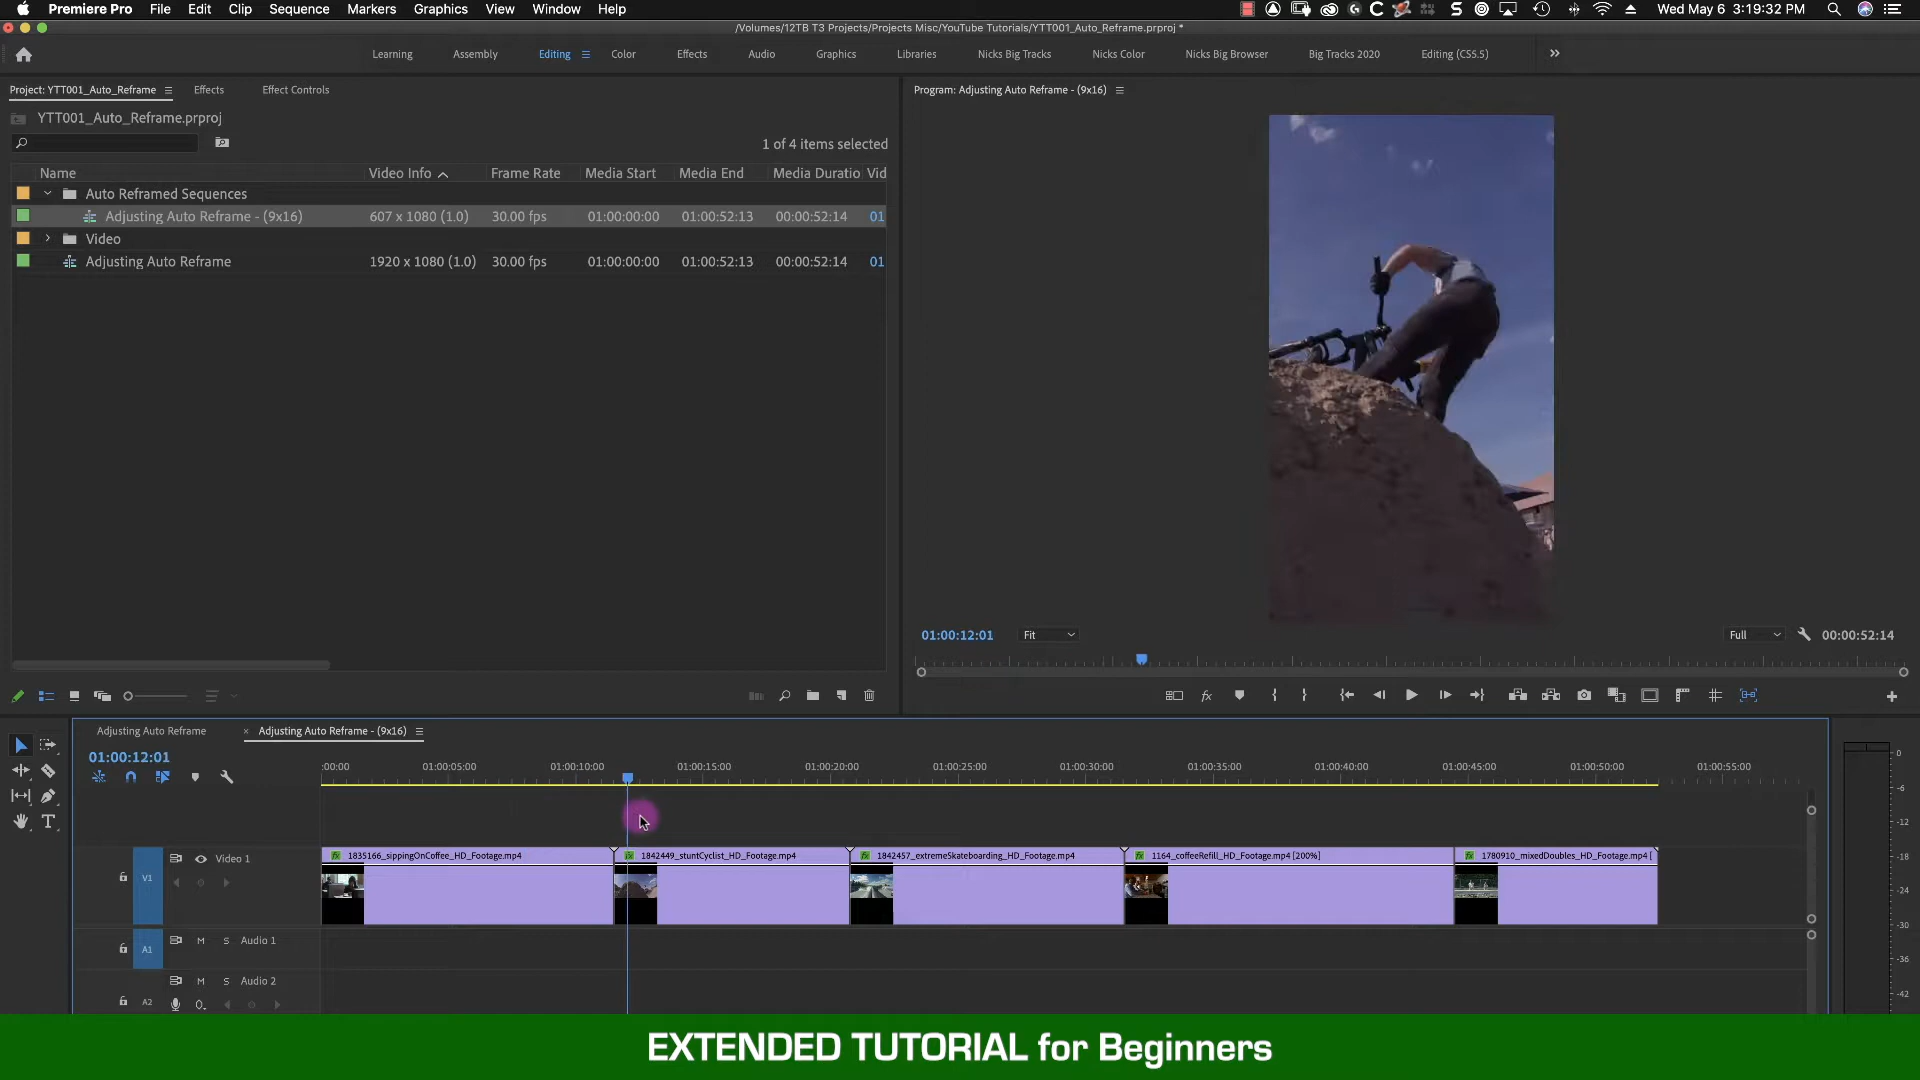 Premiere Pro File Edit Clip Sequence Markers Graphics View Window Help Wed May 6 3:19:32 PM
/Volumes/12TB T3 Projects/Projects Misc/YouTube Tutorials/YTT001_Auto_Reframe.prproj *
Learning Assembly Editing Color Effects Audio Graphics Libraries Nicks Big Tracks Nicks Color Nicks Big Browser Big Tracks 2020 Editing (CS5.5)
Project: YTT001_Auto_Reframe Effects Effect Controls
Program: Adjusting Auto Reframe - (9x16)
YTT001_Auto_Reframe.prproj
1 of 4 items selected
Name Video Info Frame Rate Media Start Media End Media Duratio Vid
Auto Reframed Sequences
Adjusting Auto Reframe - (9x16) 607 x 1080 (1.0) 30.00 fps 01:00:00:00 01:00:52:13 00:00:52:14 01
Video
Adjusting Auto Reframe 1920 x 1080 (1.0) 30.00 fps 01:00:00:00 01:00:52:13 00:00:52:14 01
01:00:12:01 Fit Full 00:00:52:14
Adjusting Auto Reframe Adjusting Auto Reframe - (9x16)
01:00:12:01
:00:00 01:00:05:00 01:00:10:00 01:00:15:00 01:00:20:00 01:00:25:00 01:00:30:00 01:00:35:00 01:00:40:00 01:00:45:00 01:00:50:00 01:00:55:00
V1 Video 1
1835166_sippingOnCoffee_HD_Footage.mp4 1842449_stuntCyclist_HD_Footage.mp4 1842457_extremeSkateboarding_HD_Footage.mp4 1164_coffeeRefill_HD_Footage.mp4 [200%] 1780910_mixedDoubles_HD_Footage.mp4 [
A1 M S Audio 1
A2 M S Audio 2
0
-6
-12
-18
-24
-30
-36
-42
EXTENDED TUTORIAL for Beginners